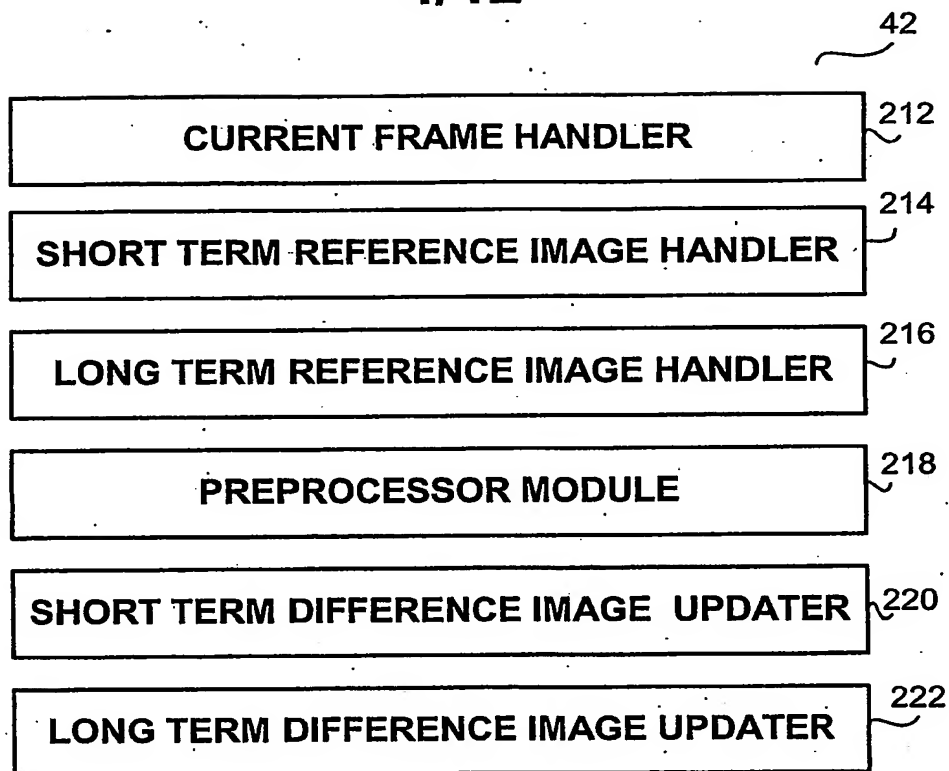 42
CURRENT FRAME HANDLER
212
SHORT TERM REFERENCE IMAGE HANDLER
214
LONG TERM REFERENCE IMAGE HANDLER
216
PREPROCESSOR MODULE
218
SHORT TERM DIFFERENCE IMAGE UPDATER
220
LONG TERM DIFFERENCE IMAGE UPDATER
222